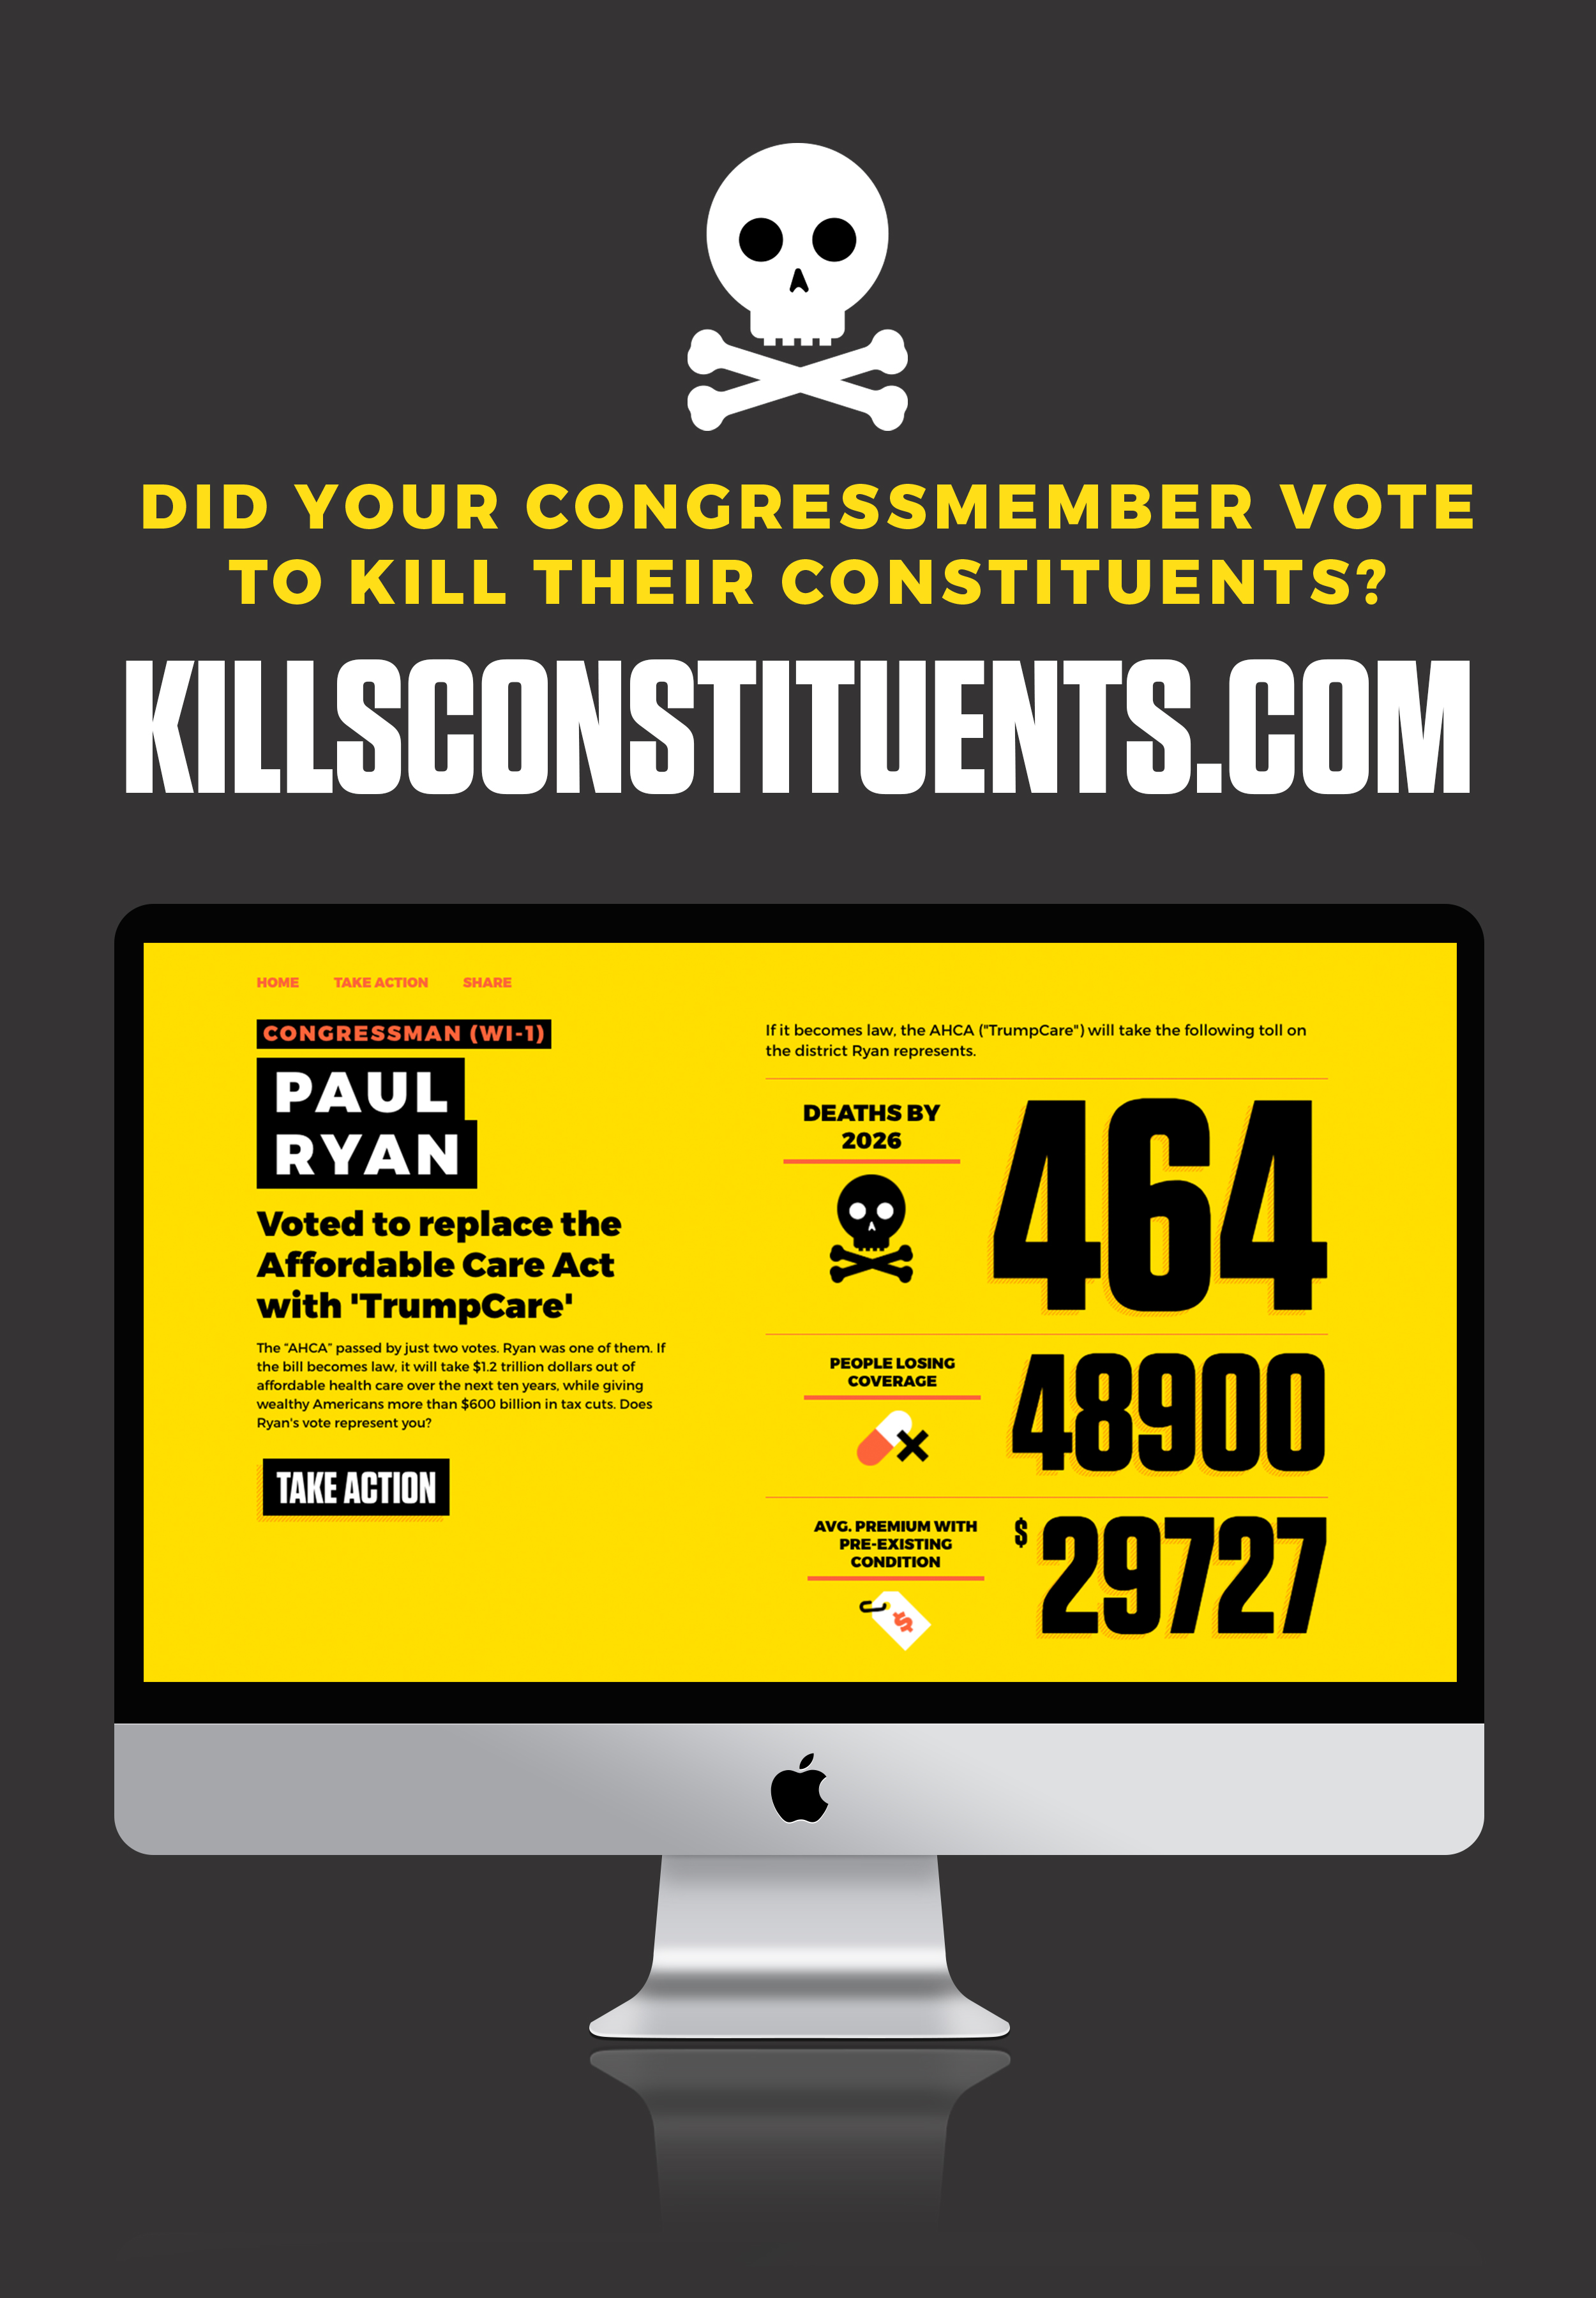 DID YOUR CONGRESSMEMBER VOTE
TO KILL THEIR CONSTITUENTS?
KILLSCONSTITUENTS.COM
HOME TAKE ACTION SHARE
CONGRESSMAN (WI-1)
PAUL
RYAN
Voted to replace the
Affordable Care Act
with 'TrumpCare'
The “AHCA” passed by just two votes. Ryan was one of them. If
the bill becomes law, it will take $1.2 trillion dollars out of
affordable health care over the next ten years, while giving
wealthy Americans more than $600 billion in tax cuts. Does
Ryan's vote represent you?
TAKE ACTION
If it becomes law, the AHCA ("TrumpCare") will take the following toll on
the district Ryan represents.
DEATHS BY
2026
464
PEOPLE LOSING
COVERAGE
48900
AVG. PREMIUM WITH
PRE-EXISTING
CONDITION
$
$29727